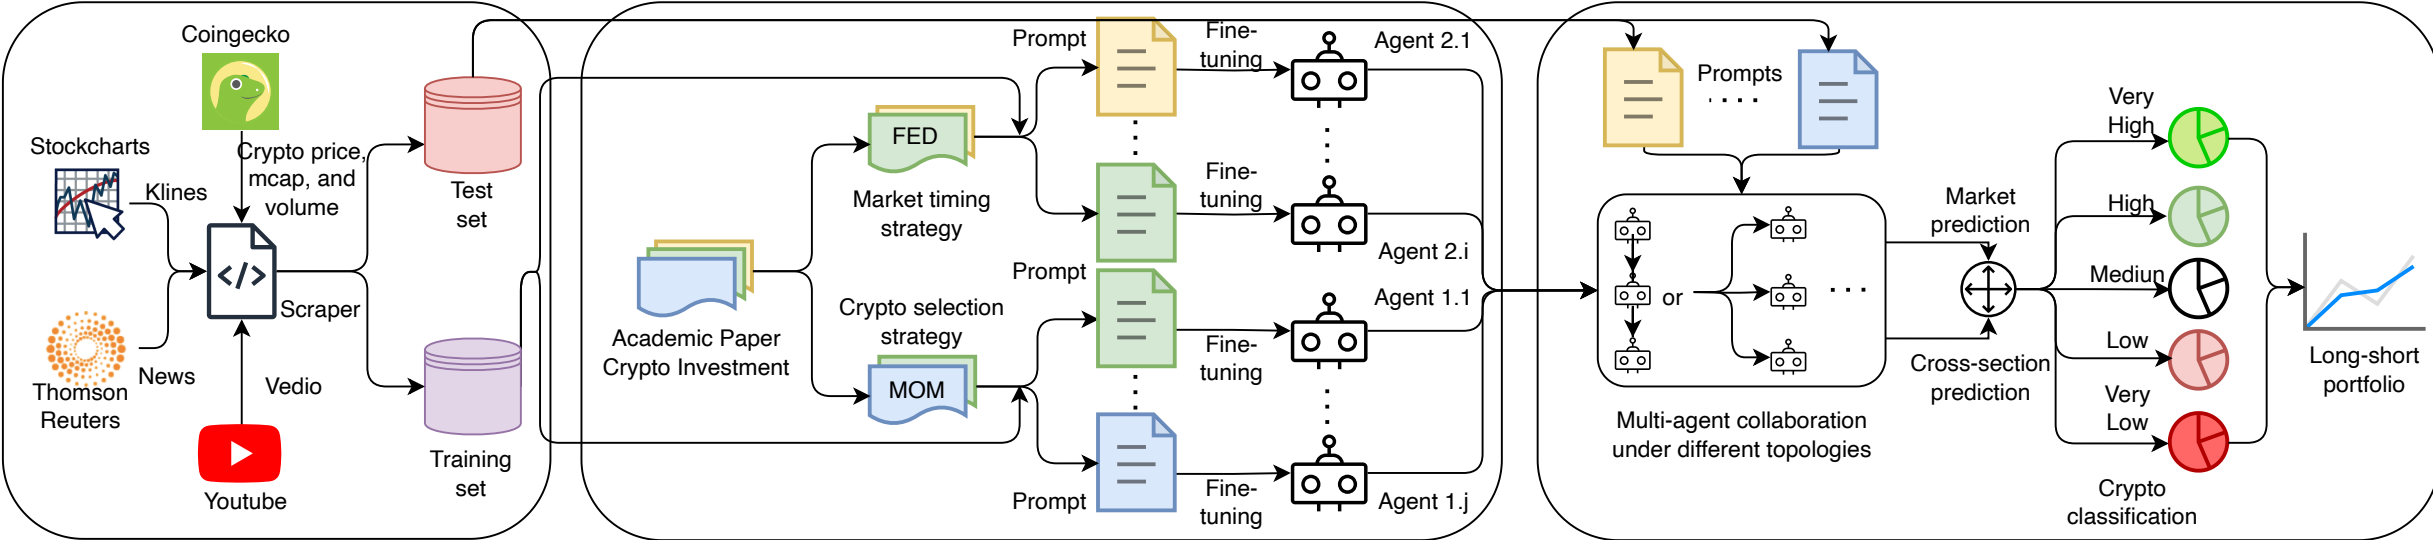 Coingecko
Stockcharts
Klines
Crypto price,
mcap, and
volume
Scraper
Thomson
Reuters
News
Vedio
Youtube
Test
set
Training
set
Academic Paper
Crypto Investment
FED
Market timing
strategy
Crypto selection
strategy
MOM
Prompt
Fine-
tuning
Agent 2.1
Fine-
tuning
Agent 2.i
Prompt
Agent 1.1
Fine-
tuning
Prompt
Fine-
tuning
Agent 1.j
Prompts
or
Multi-agent collaboration
under different topologies
Market
prediction
Cross-section
prediction
Very
High
High
Mediun
Low
Very
Low
Crypto
classification
Long-short
portfolio